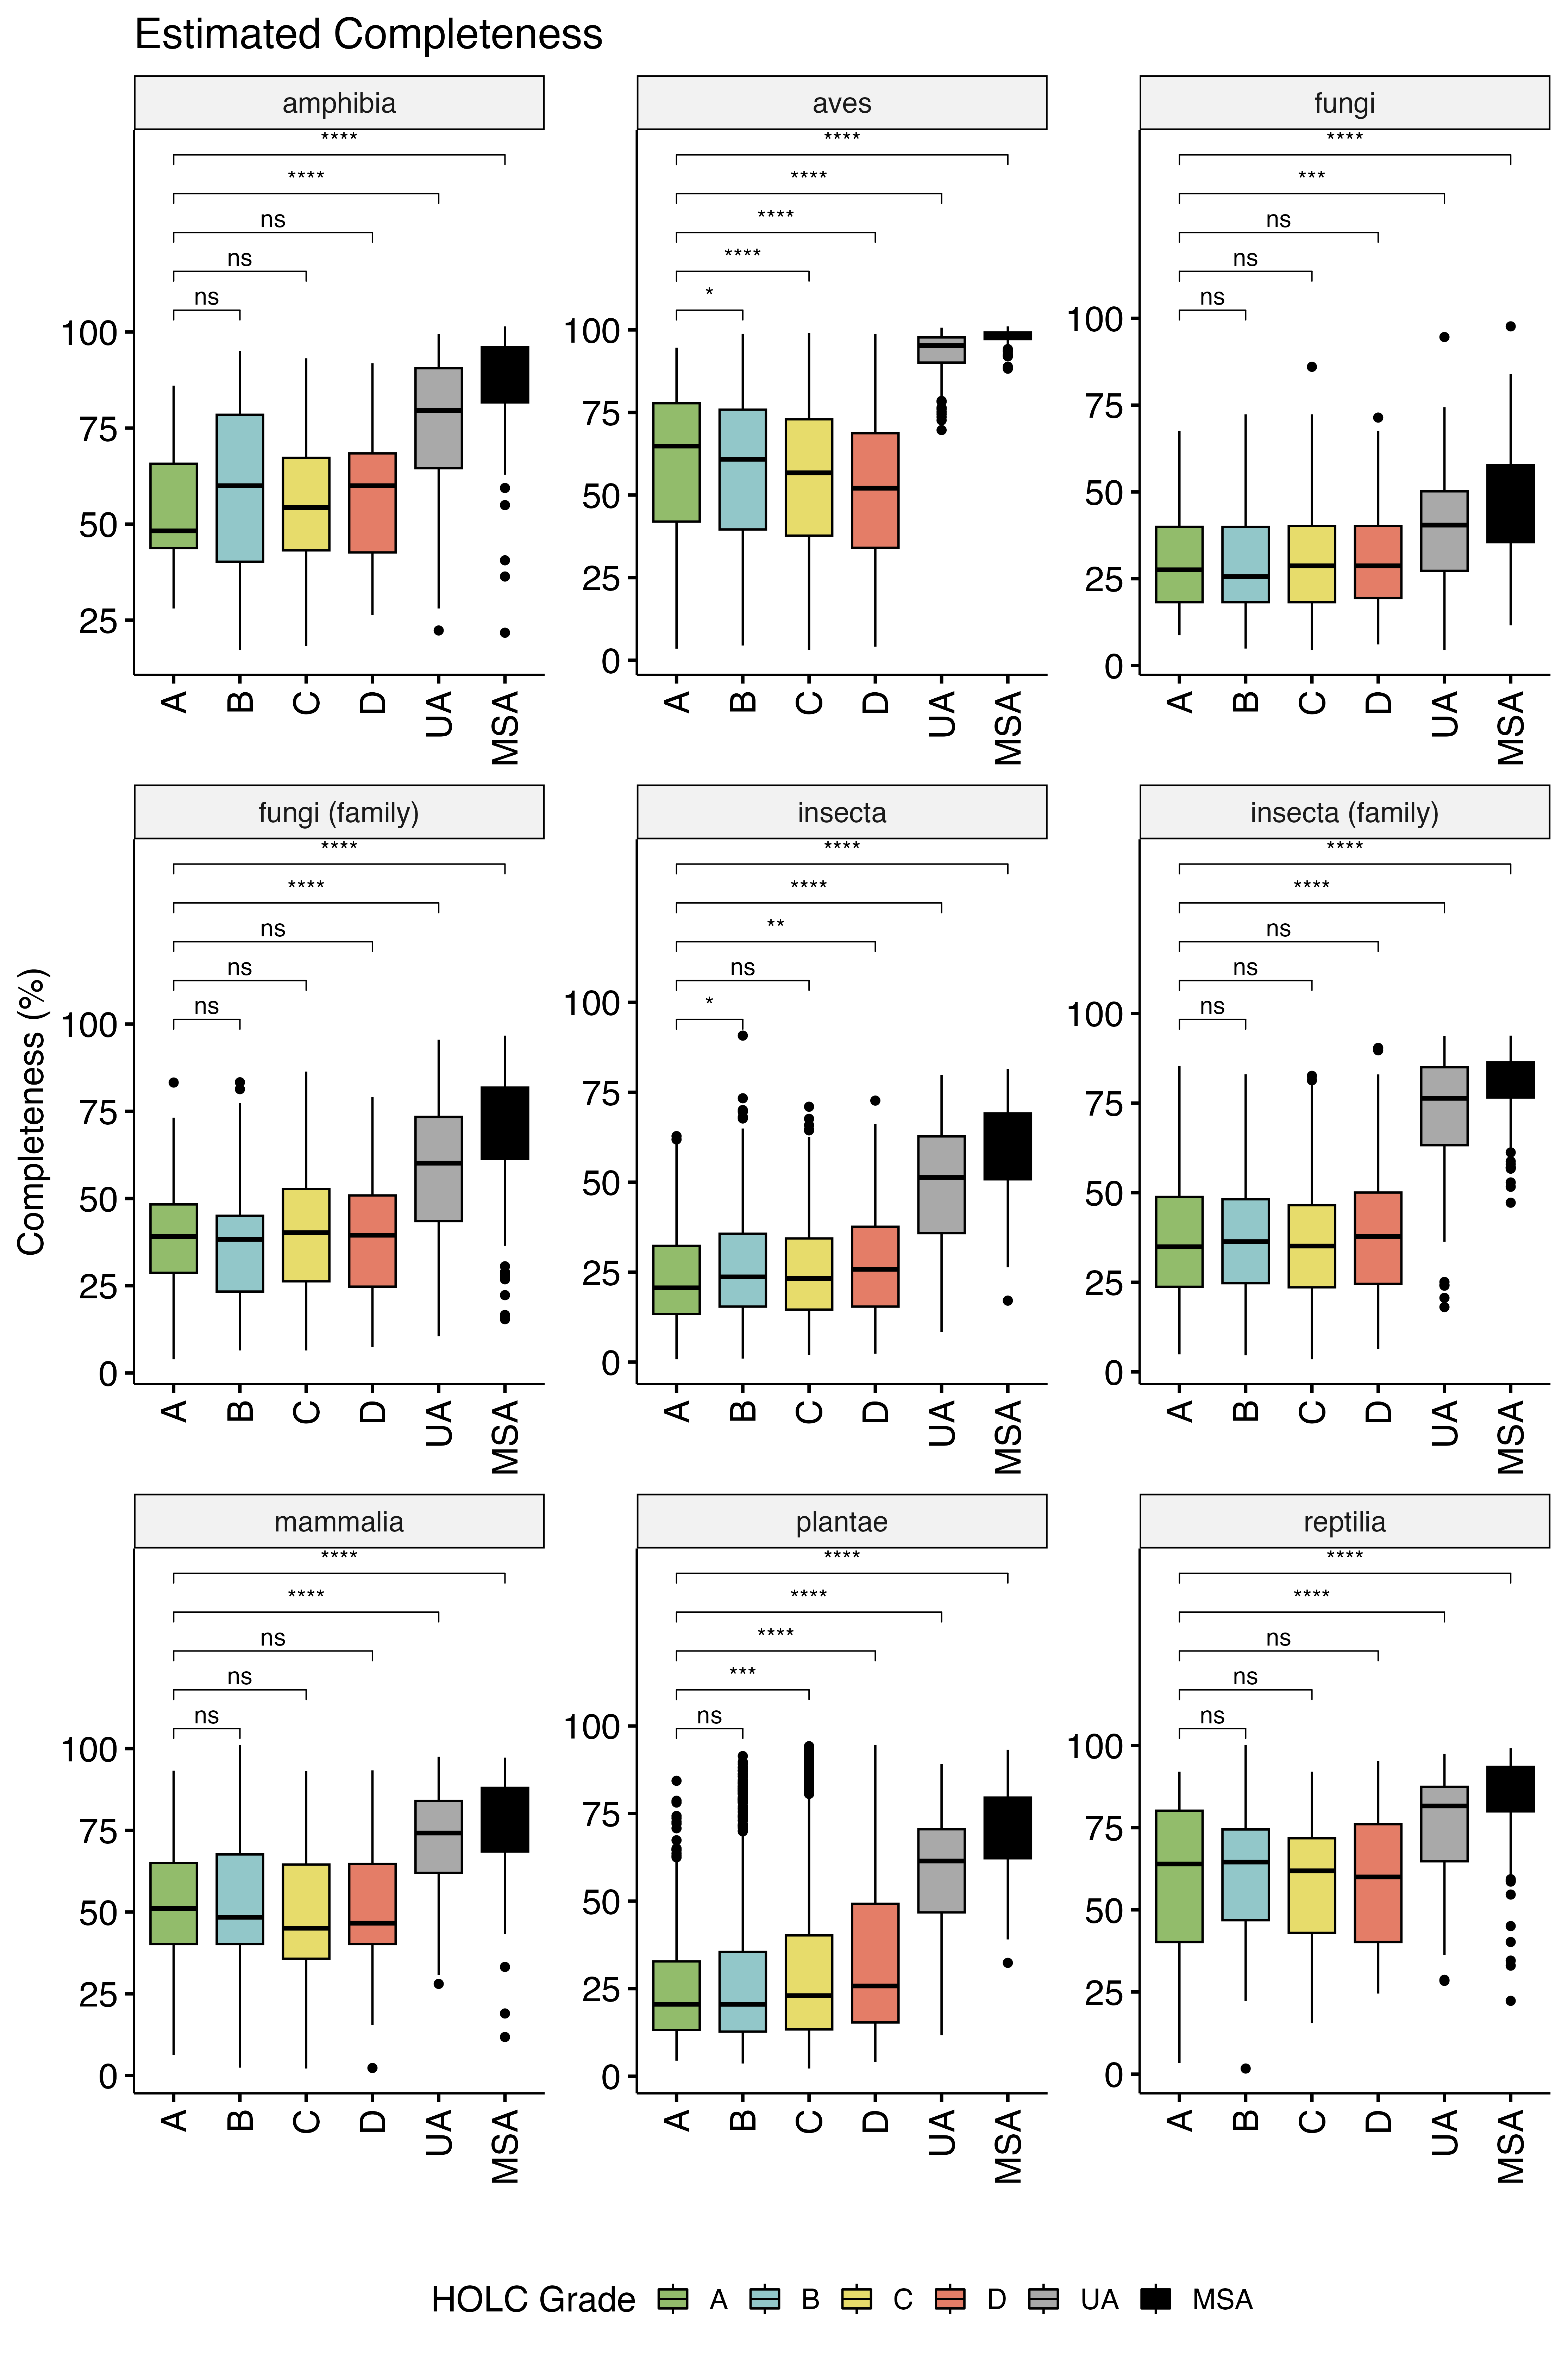 Estimated Completeness
amphibia aves fungi
**** **** ****
**** **** ***
ns **** ns
ns **** ns
ns * ns
100 100 100
75 75 75
50 50 50
25 25 25
0 0
A B C D UA MSA A B C D UA MSA A B C D UA MSA
fungi (family) insecta insecta (family)
**** **** ****
**** **** ****
ns ** ns
ns ns ns
ns * ns
100 100 100
75 75 75
50 50 50
25 25 25
0 0 0
A B C D UA MSA A B C D UA MSA A B C D UA MSA
Completeness (%)
mammalia plantae reptilia
**** **** ****
**** **** ****
ns **** ns
ns *** ns
ns ns ns
100 100 100
75 75 75
50 50 50
25 25 25
0 0 0
A B C D UA MSA A B C D UA MSA A B C D UA MSA
HOLC Grade A B C D UA MSA